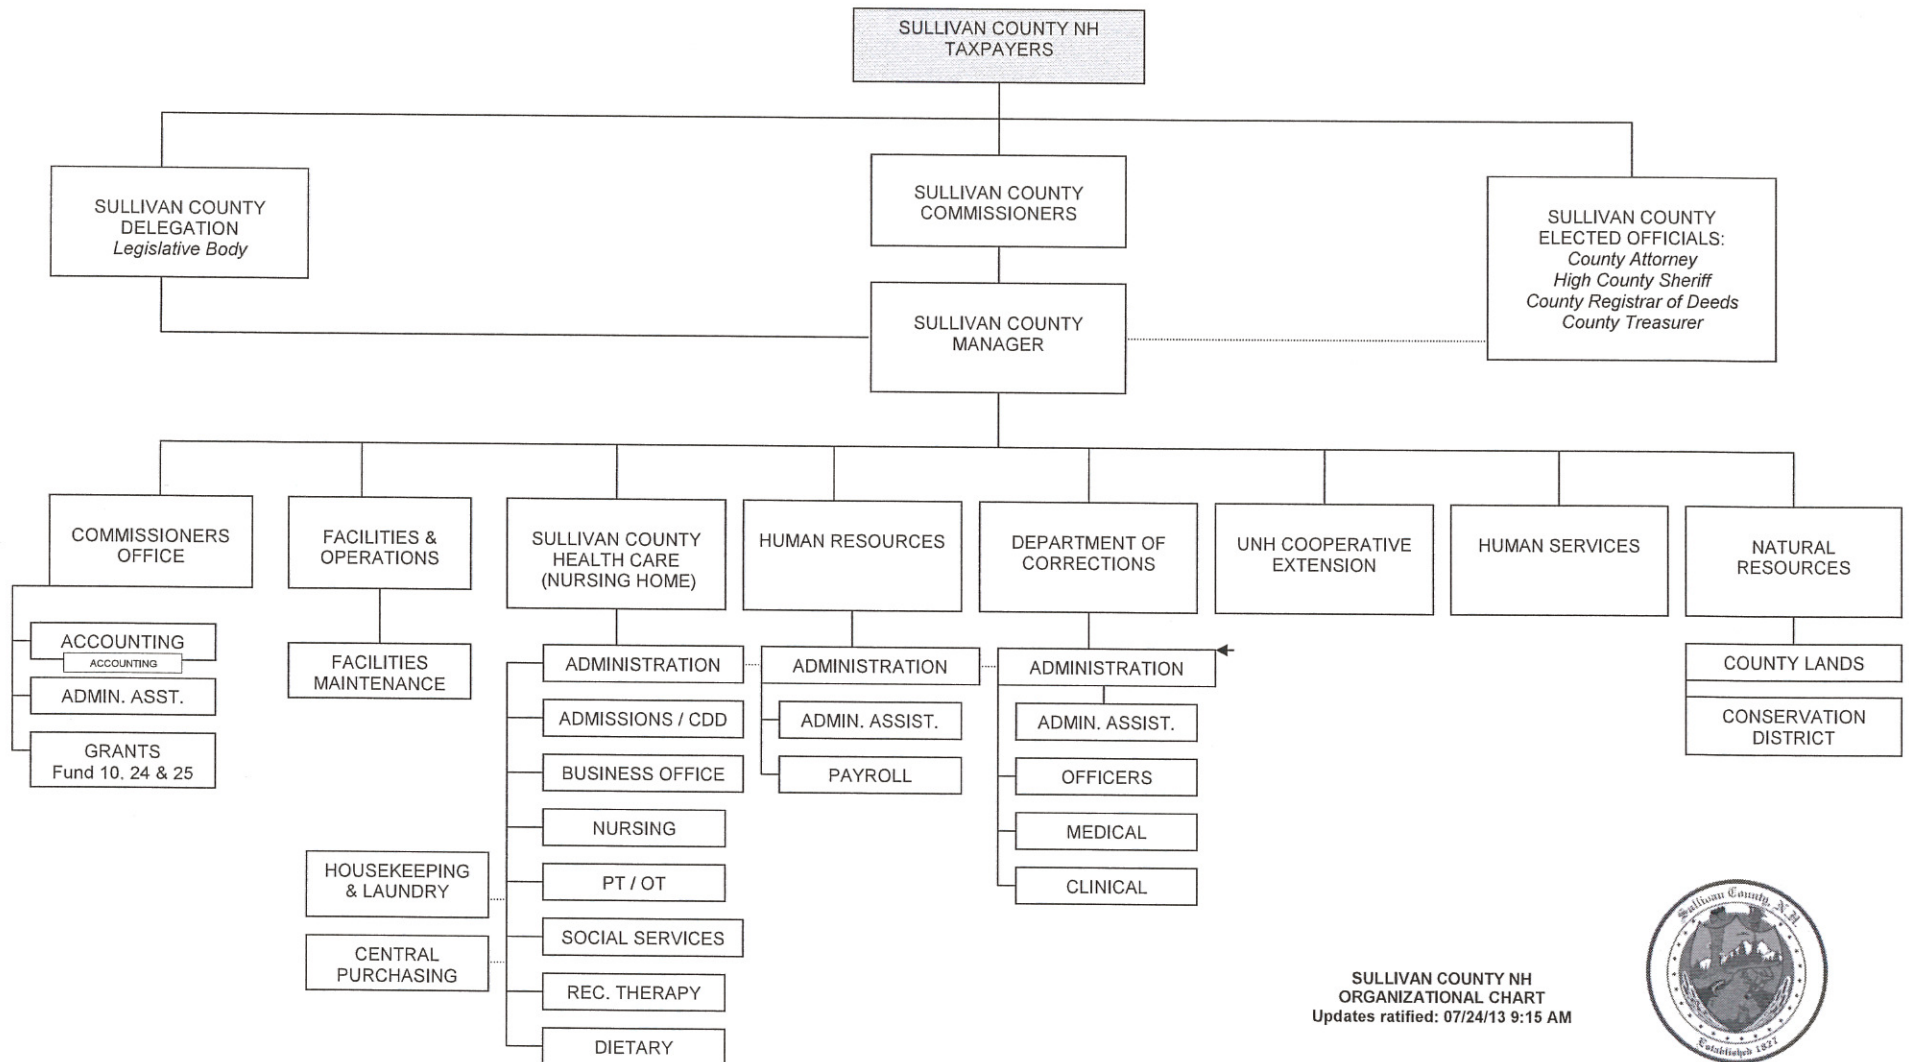 SULLIVAN COUNTY NH
TAXPAYERS
SULLIVAN COUNTY
DELEGATION
Legislative Body
SULLIVAN COUNTY
COMMISSIONERS
SULLIVAN COUNTY
ELECTED OFFICIALS:
County Attorney
High County Sheriff
County Registrar of Deeds
County Treasurer
SULLIVAN COUNTY
MANAGER
COMMISSIONERS
OFFICE
FACILITIES &
OPERATIONS
SULLIVAN COUNTY
HEALTH CARE
(NURSING HOME)
HUMAN RESOURCES
DEPARTMENT OF
CORRECTIONS
UNH COOPERATIVE
EXTENSION
HUMAN SERVICES
NATURAL
RESOURCES
ACCOUNTING
ACCOUNTING
ADMIN. ASST.
GRANTS
Fund 10, 24 & 25
FACILITIES
MAINTENANCE
HOUSEKEEPING
& LAUNDRY
CENTRAL
PURCHASING
ADMINISTRATION
ADMISSIONS / CDD
BUSINESS OFFICE
NURSING
PT / OT
SOCIAL SERVICES
REC. THERAPY
DIETARY
ADMINISTRATION
ADMIN. ASSIST.
PAYROLL
ADMINISTRATION
ADMIN. ASSIST.
OFFICERS
MEDICAL
CLINICAL
COUNTY LANDS
CONSERVATION
DISTRICT
SULLIVAN COUNTY NH
ORGANIZATIONAL CHART
Updates ratified: 07/24/13 9:15 AM
Sullivan County, N.H.
Established 1827